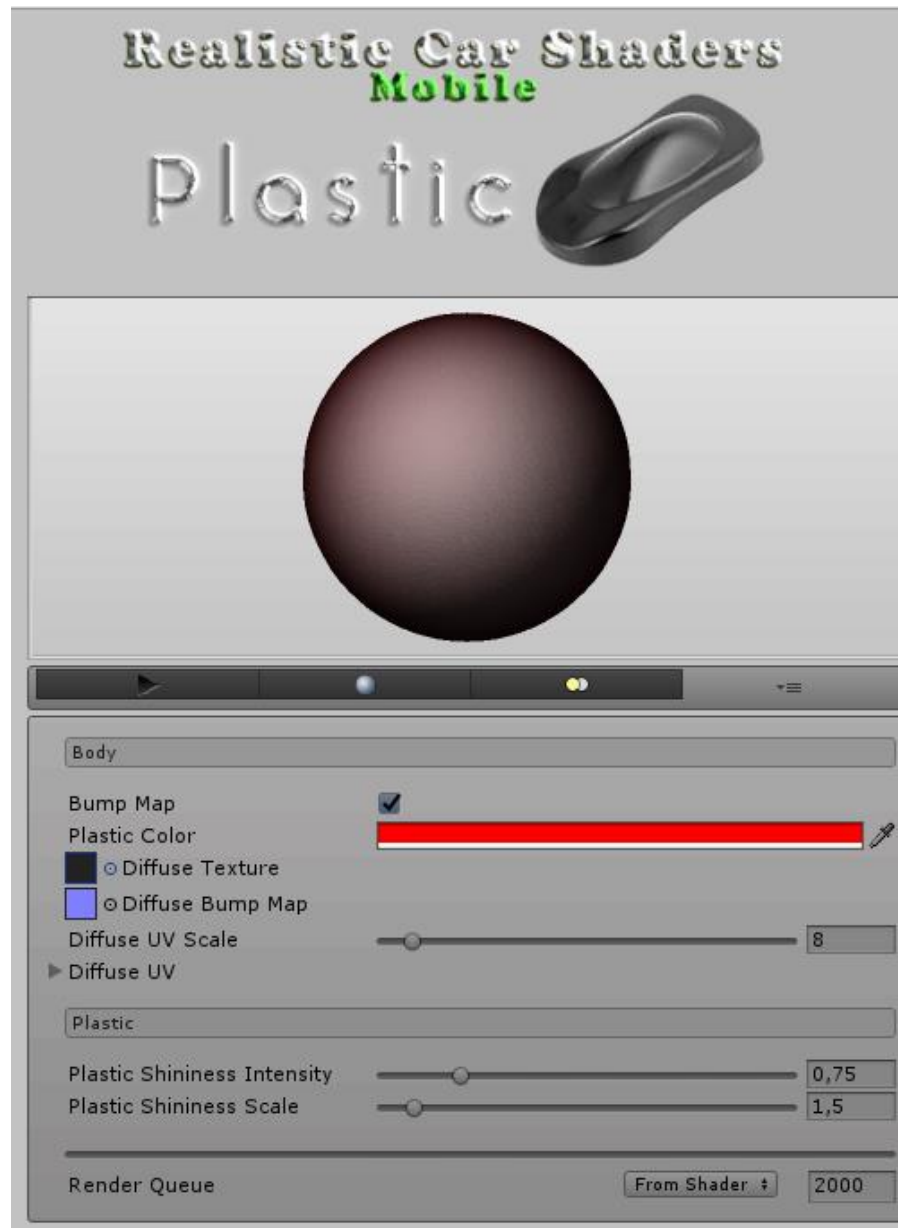 Realistic Car Shaders
Mobile
Plastic
Body
Bump Map
Plastic Color
Diffuse Texture
Diffuse Bump Map
Diffuse UV Scale 8
Diffuse UV
Plastic
Plastic Shininess Intensity 0,75
Plastic Shininess Scale 1,5
Render Queue From Shader 2000